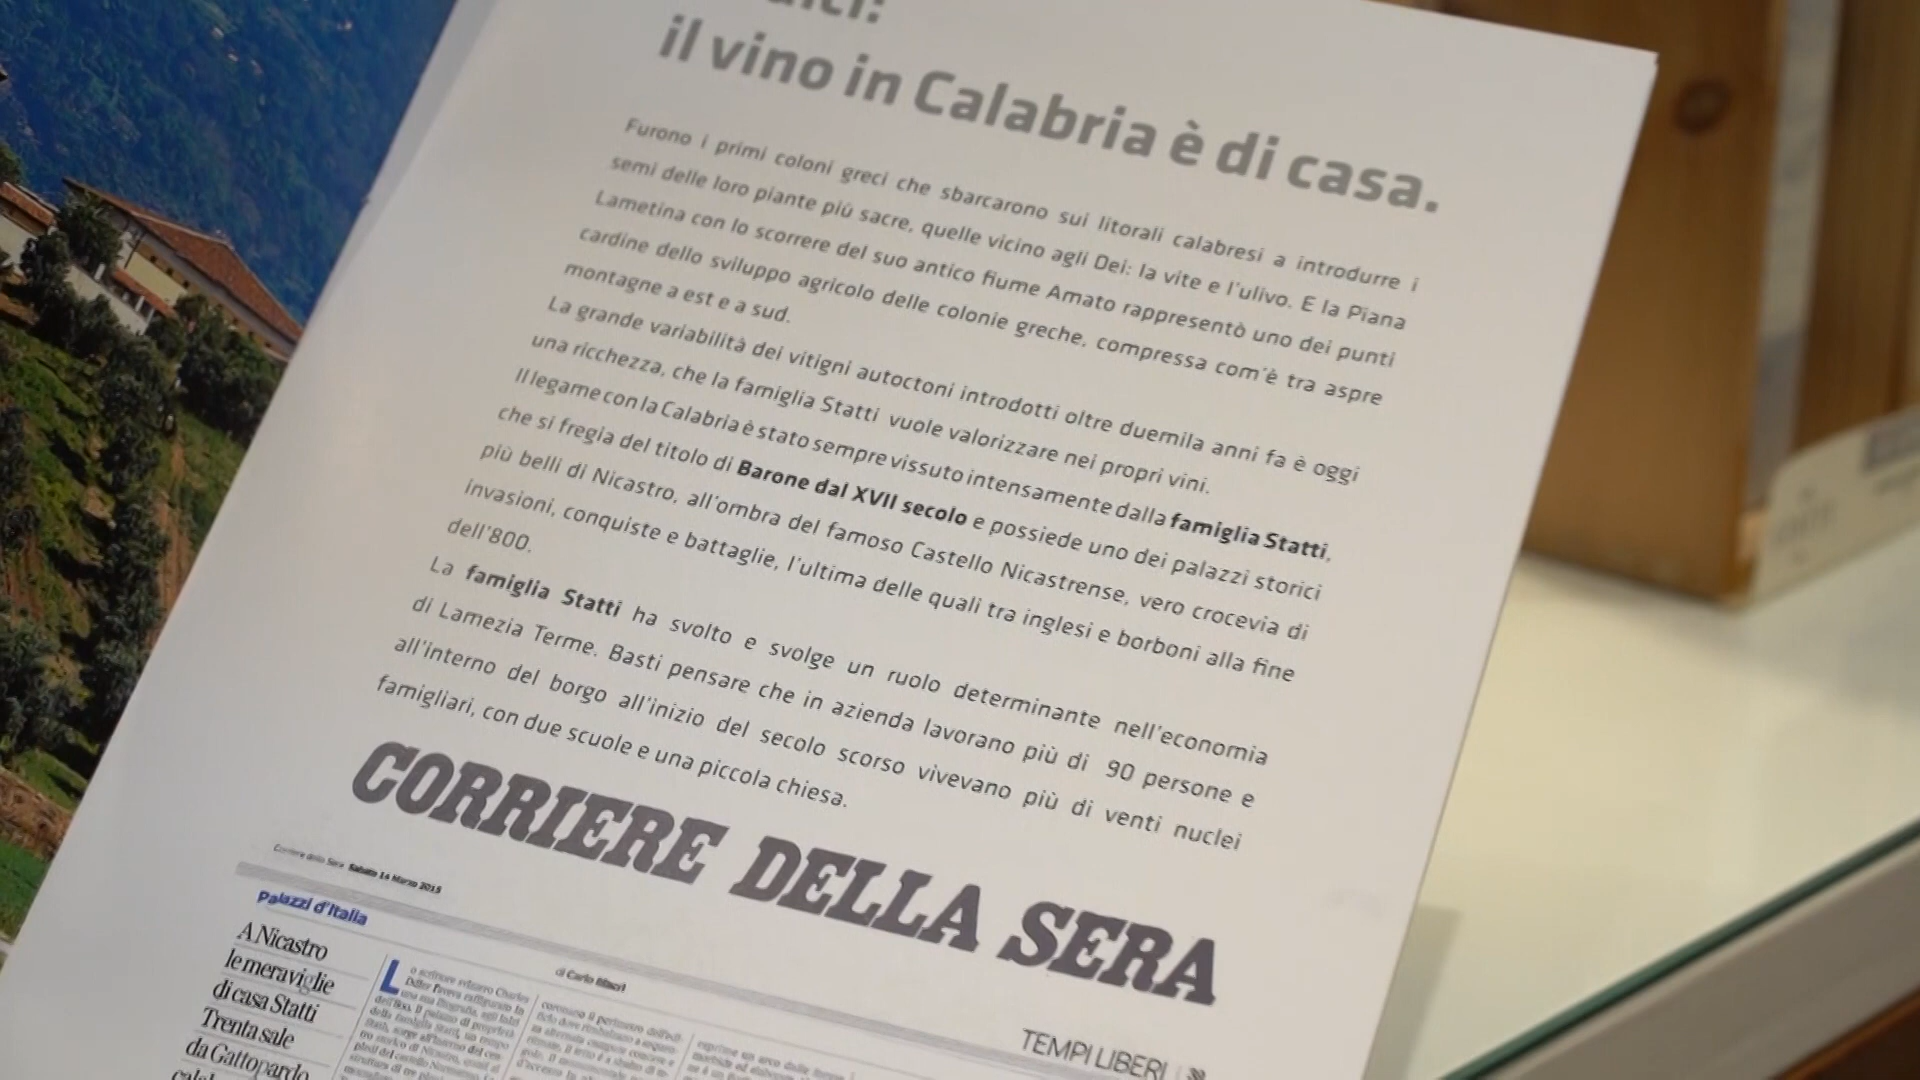 il vino in Calabria è di casa.
Furono i primi coloni greci che sbarcarono sui litorali calabresi a introdurre i
semi delle loro piante più sacre, quelle vicino agli Dei: la vite e l'ulivo. E la Piana
Lametina con lo scorrere del suo antico fiume Amato rappresentò uno dei punti
cardine dello sviluppo agricolo delle colonie greche, compressa com'è tra aspre
montagne a est e a sud.
La grande variabilità dei vitigni autoctoni introdotti oltre duemila anni fa è oggi
una ricchezza, che la famiglia Statti vuole valorizzare nei propri vini.
Il legame con la Calabria è stato sempre vissuto intensamente dalla famiglia Statti,
che si fregia del titolo di Barone dal XVII secolo e possiede uno dei palazzi storici
più belli di Nicastro, all'ombra del famoso Castello Nicastrense, vero crocevia di
invasioni, conquiste e battaglie, l'ultima delle quali tra inglesi e borboni alla fine
dell'800.
La famiglia Statti ha svolto e svolge un ruolo determinante nell'economia
di Lamezia Terme. Basti pensare che in azienda lavorano più di 90 persone e
all'interno del borgo all'inizio del secolo scorso vivevano più di venti nuclei
famigliari, con due scuole e una piccola chiesa.
CORRIERE DELLA SERA
Corriere della Sera Sabato 14 Marzo 2015
TEMPI LIBERI
Palazzi d'Italia
A Nicastro
le meraviglie
di casa Statti
Trenta sale
da Gattopardo
di Carlo Macrì